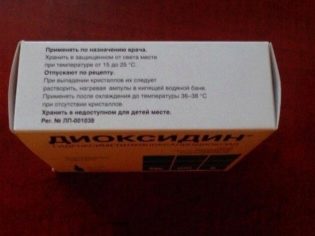 Применять по назначению врача.
Хранить в защищенном от света месте
при температуре от 15 до 25 °С.
Отпускают по рецепту.
При выпадении кристаллов их следует
растворить, нагревая ампулы в кипящей водяной бане.
Применять после охлаждения до температуры 36–38 °С
при отсутствии кристаллов.
Хранить в недоступном для детей месте.
Рег. № ЛП-001038
ДИОКСИДИН